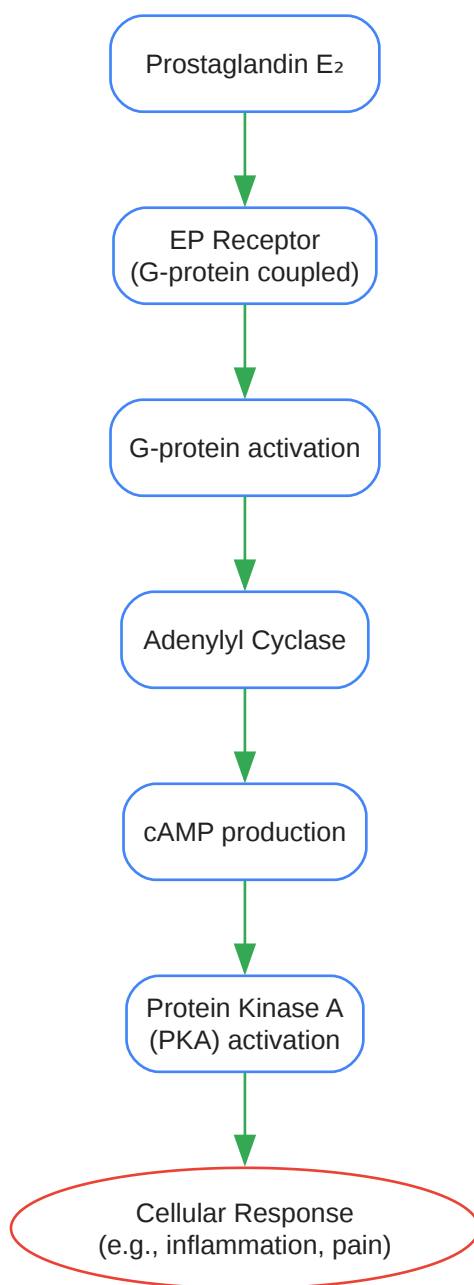 Prostaglandin E₂
EP Receptor
(G-protein coupled)
G-protein activation
Adenylyl Cyclase
cAMP production
Protein Kinase A
(PKA) activation
Cellular Response
(e.g., inflammation, pain)